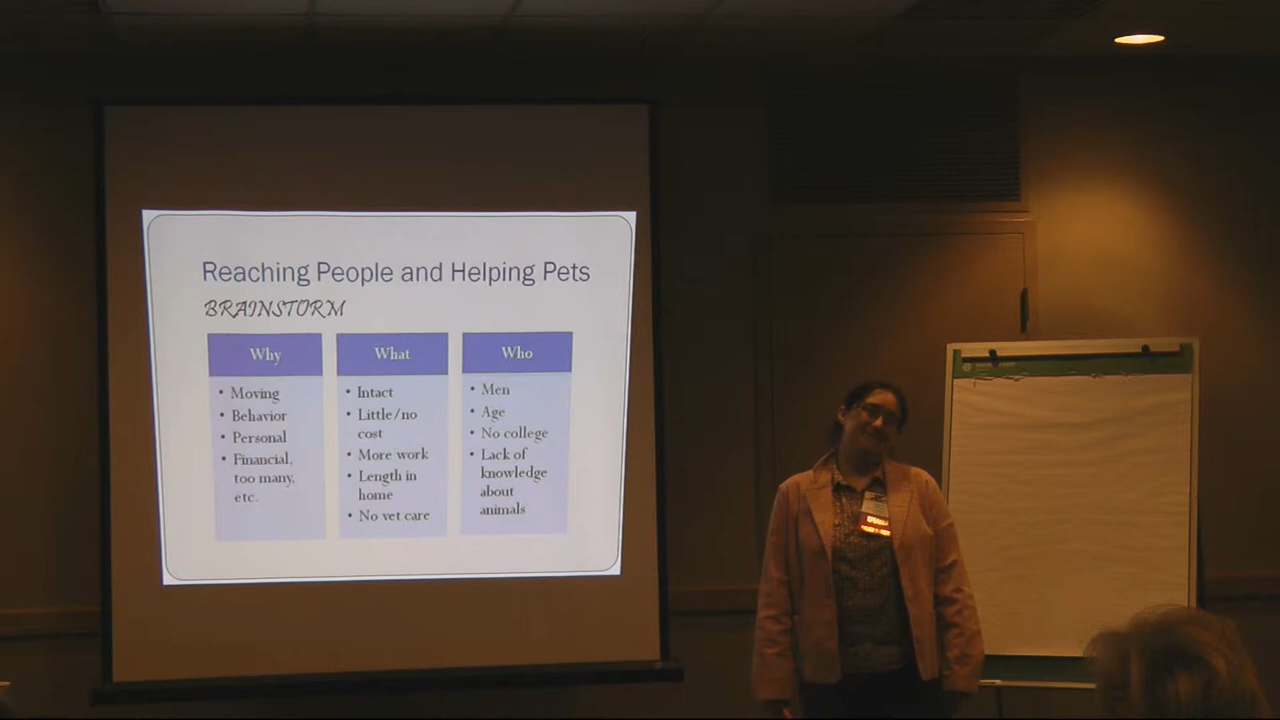 Reaching People and Helping Pets
BRAINSTORM
Why
• Moving
• Behavior
• Personal
• Financial,
too many,
etc.
What
• Intact
• Little/no
cost
• More work
• Length in
home
• No vet care
Who
• Men
• Age
• No college
• Lack of
knowledge
about
animals